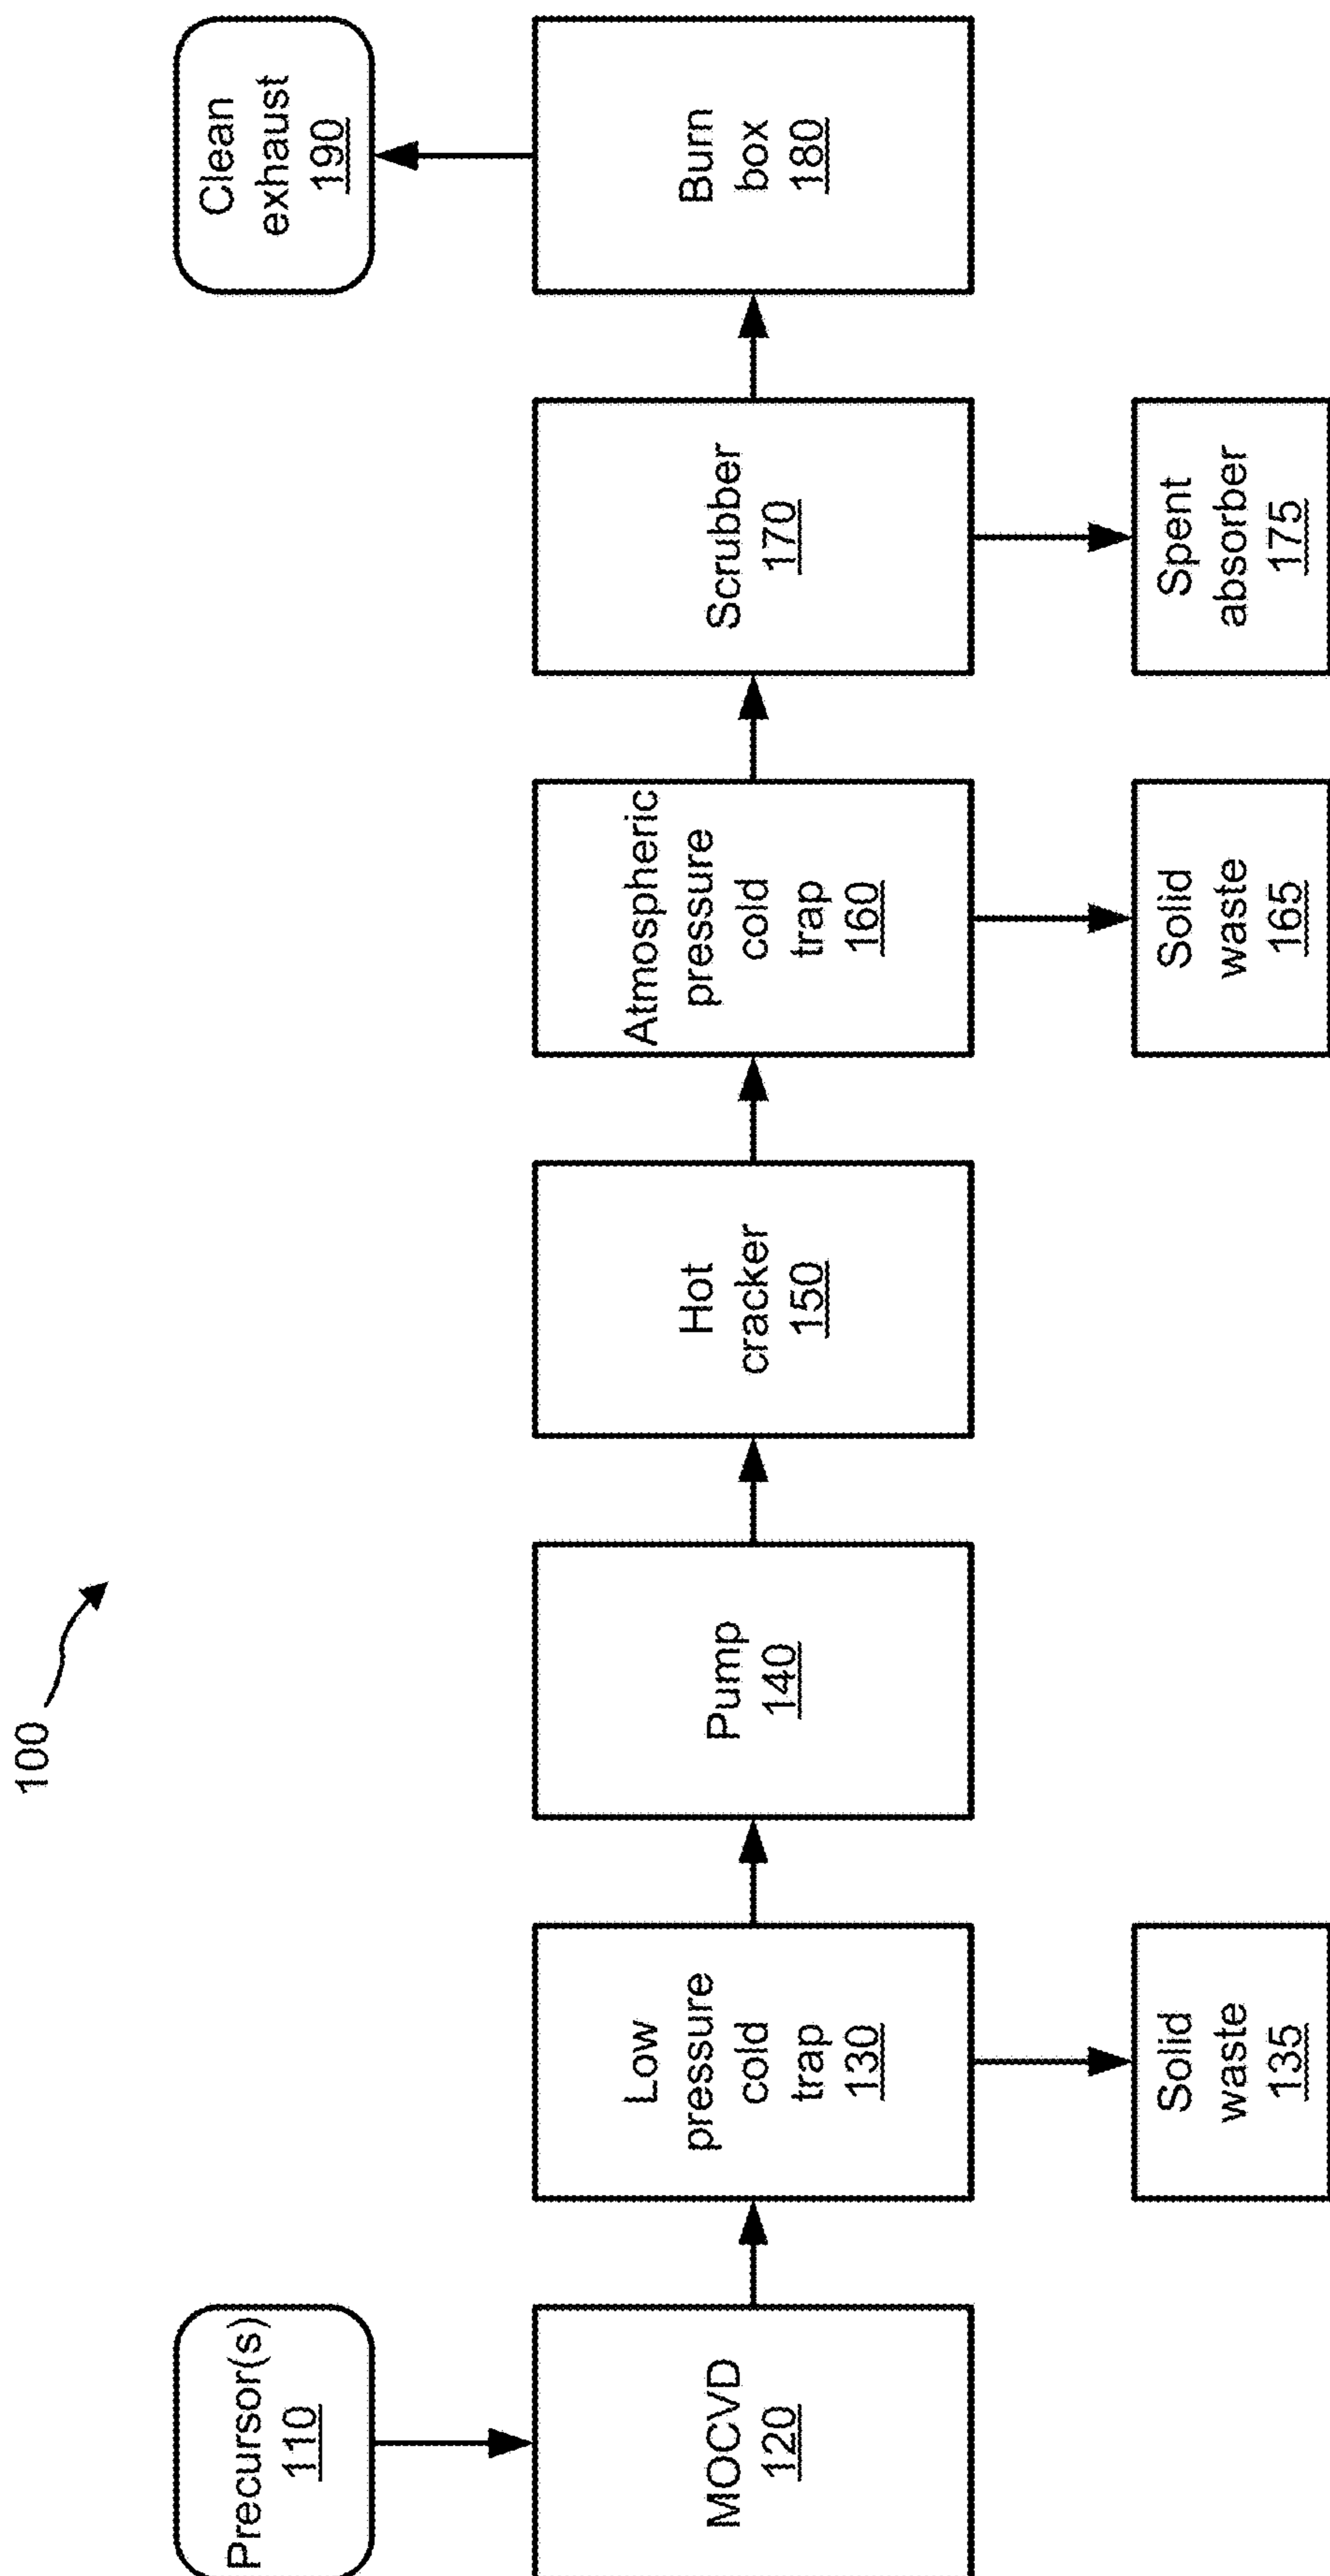 100
Precursor(s)
110
Clean
exhaust
190
MOCVD
120
Low
pressure
cold
trap
130
Pump
140
Hot
cracker
150
Atmospheric
pressure
cold
trap
160
Scrubber
170
Burn
box
180
Solid
waste
135
Solid
waste
165
Spent
absorber
175